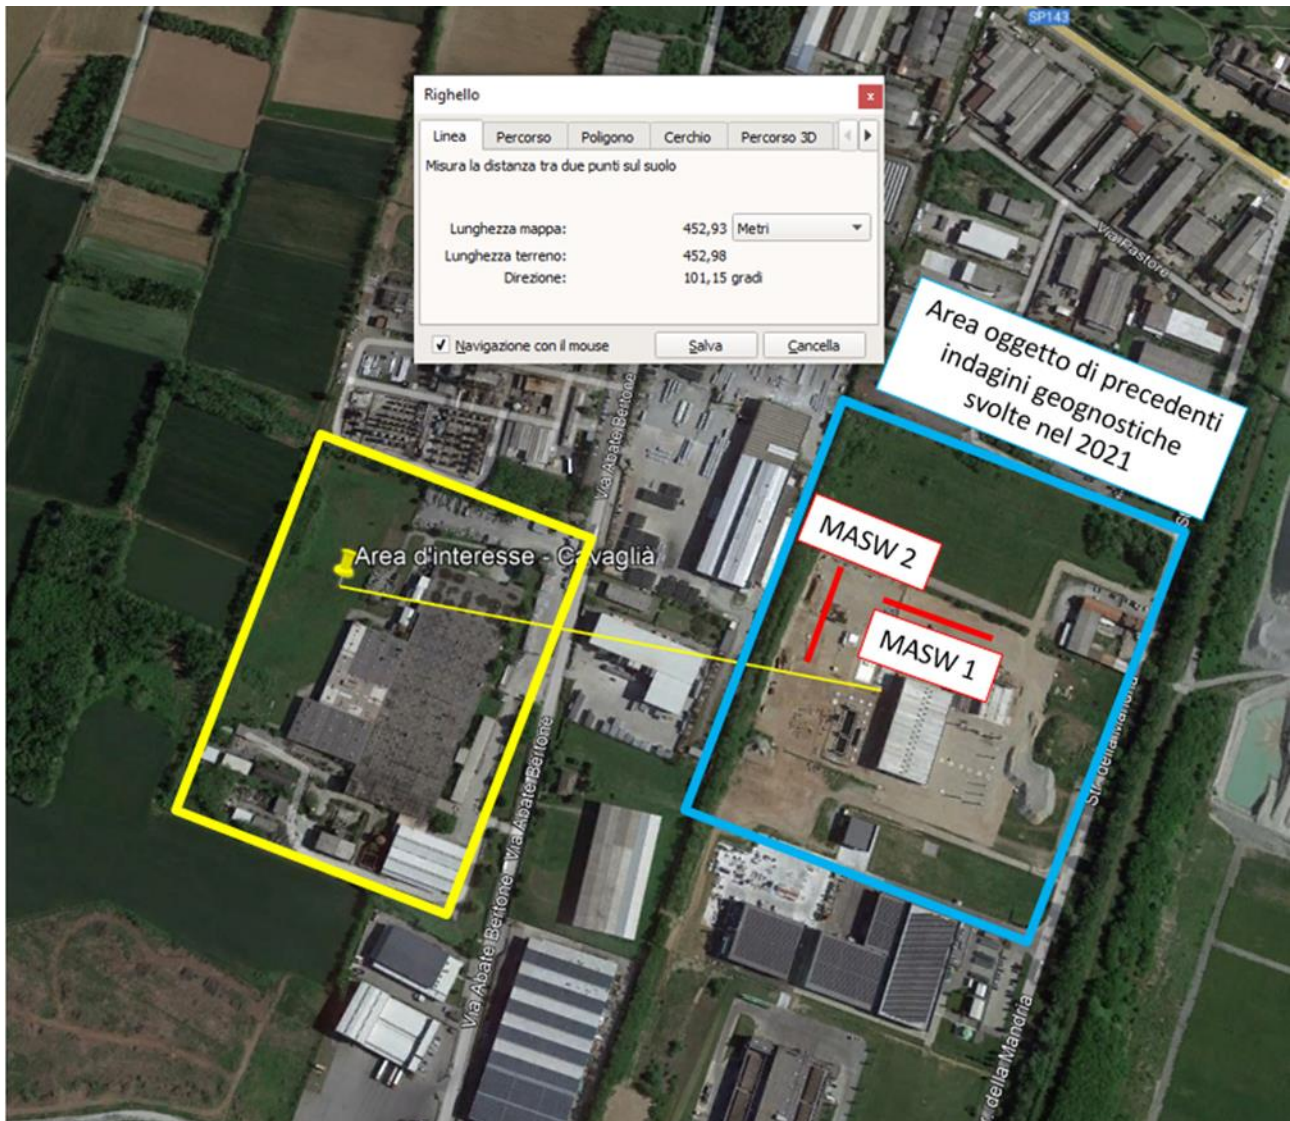 SP143
Righello
x
Linea
Percorso
Poligono
Cerchio
Percorso 3D
Misura la distanza tra due punti sul suolo
Lunghezza mappa: 452,93 Metri
Lunghezza terreno: 452,98
Direzione: 101,15 gradi
Navigazione con il mouse
Salva
Cancella
Via Pastore
Area oggetto di precedenti
indagini geognostiche
svolte nel 2021
Via Abate Bertone
MASW 2
Area d'interesse - Cavaglià
MASW 1
Str. della Mandria
Via Abate Bertone
Via Abate Bertone
della Mandria